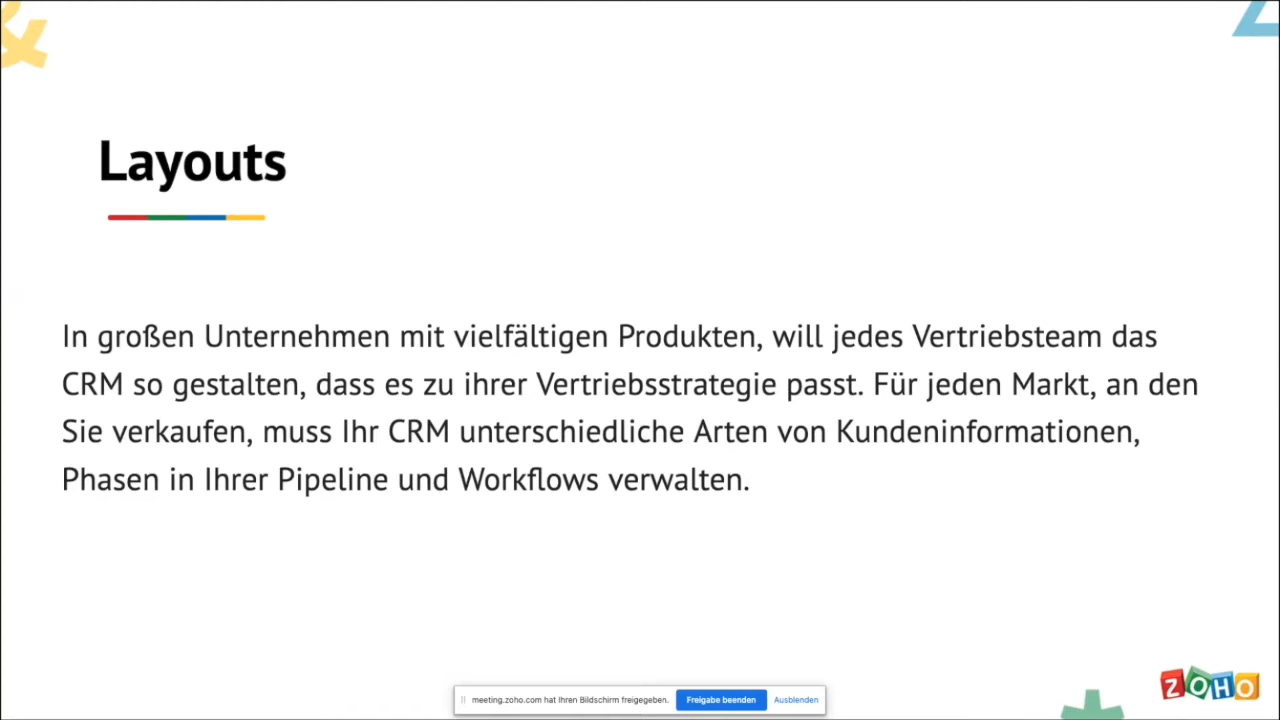 &
Layouts
In großen Unternehmen mit vielfältigen Produkten, will jedes Vertriebsteam das
CRM so gestalten, dass es zu ihrer Vertriebsstrategie passt. Für jeden Markt, an den
Sie verkaufen, muss Ihr CRM unterschiedliche Arten von Kundeninformationen,
Phasen in Ihrer Pipeline und Workflows verwalten.
ZOHO
meeting.zoho.com hat Ihren Bildschirm freigegeben. Freigabe beenden Ausblenden